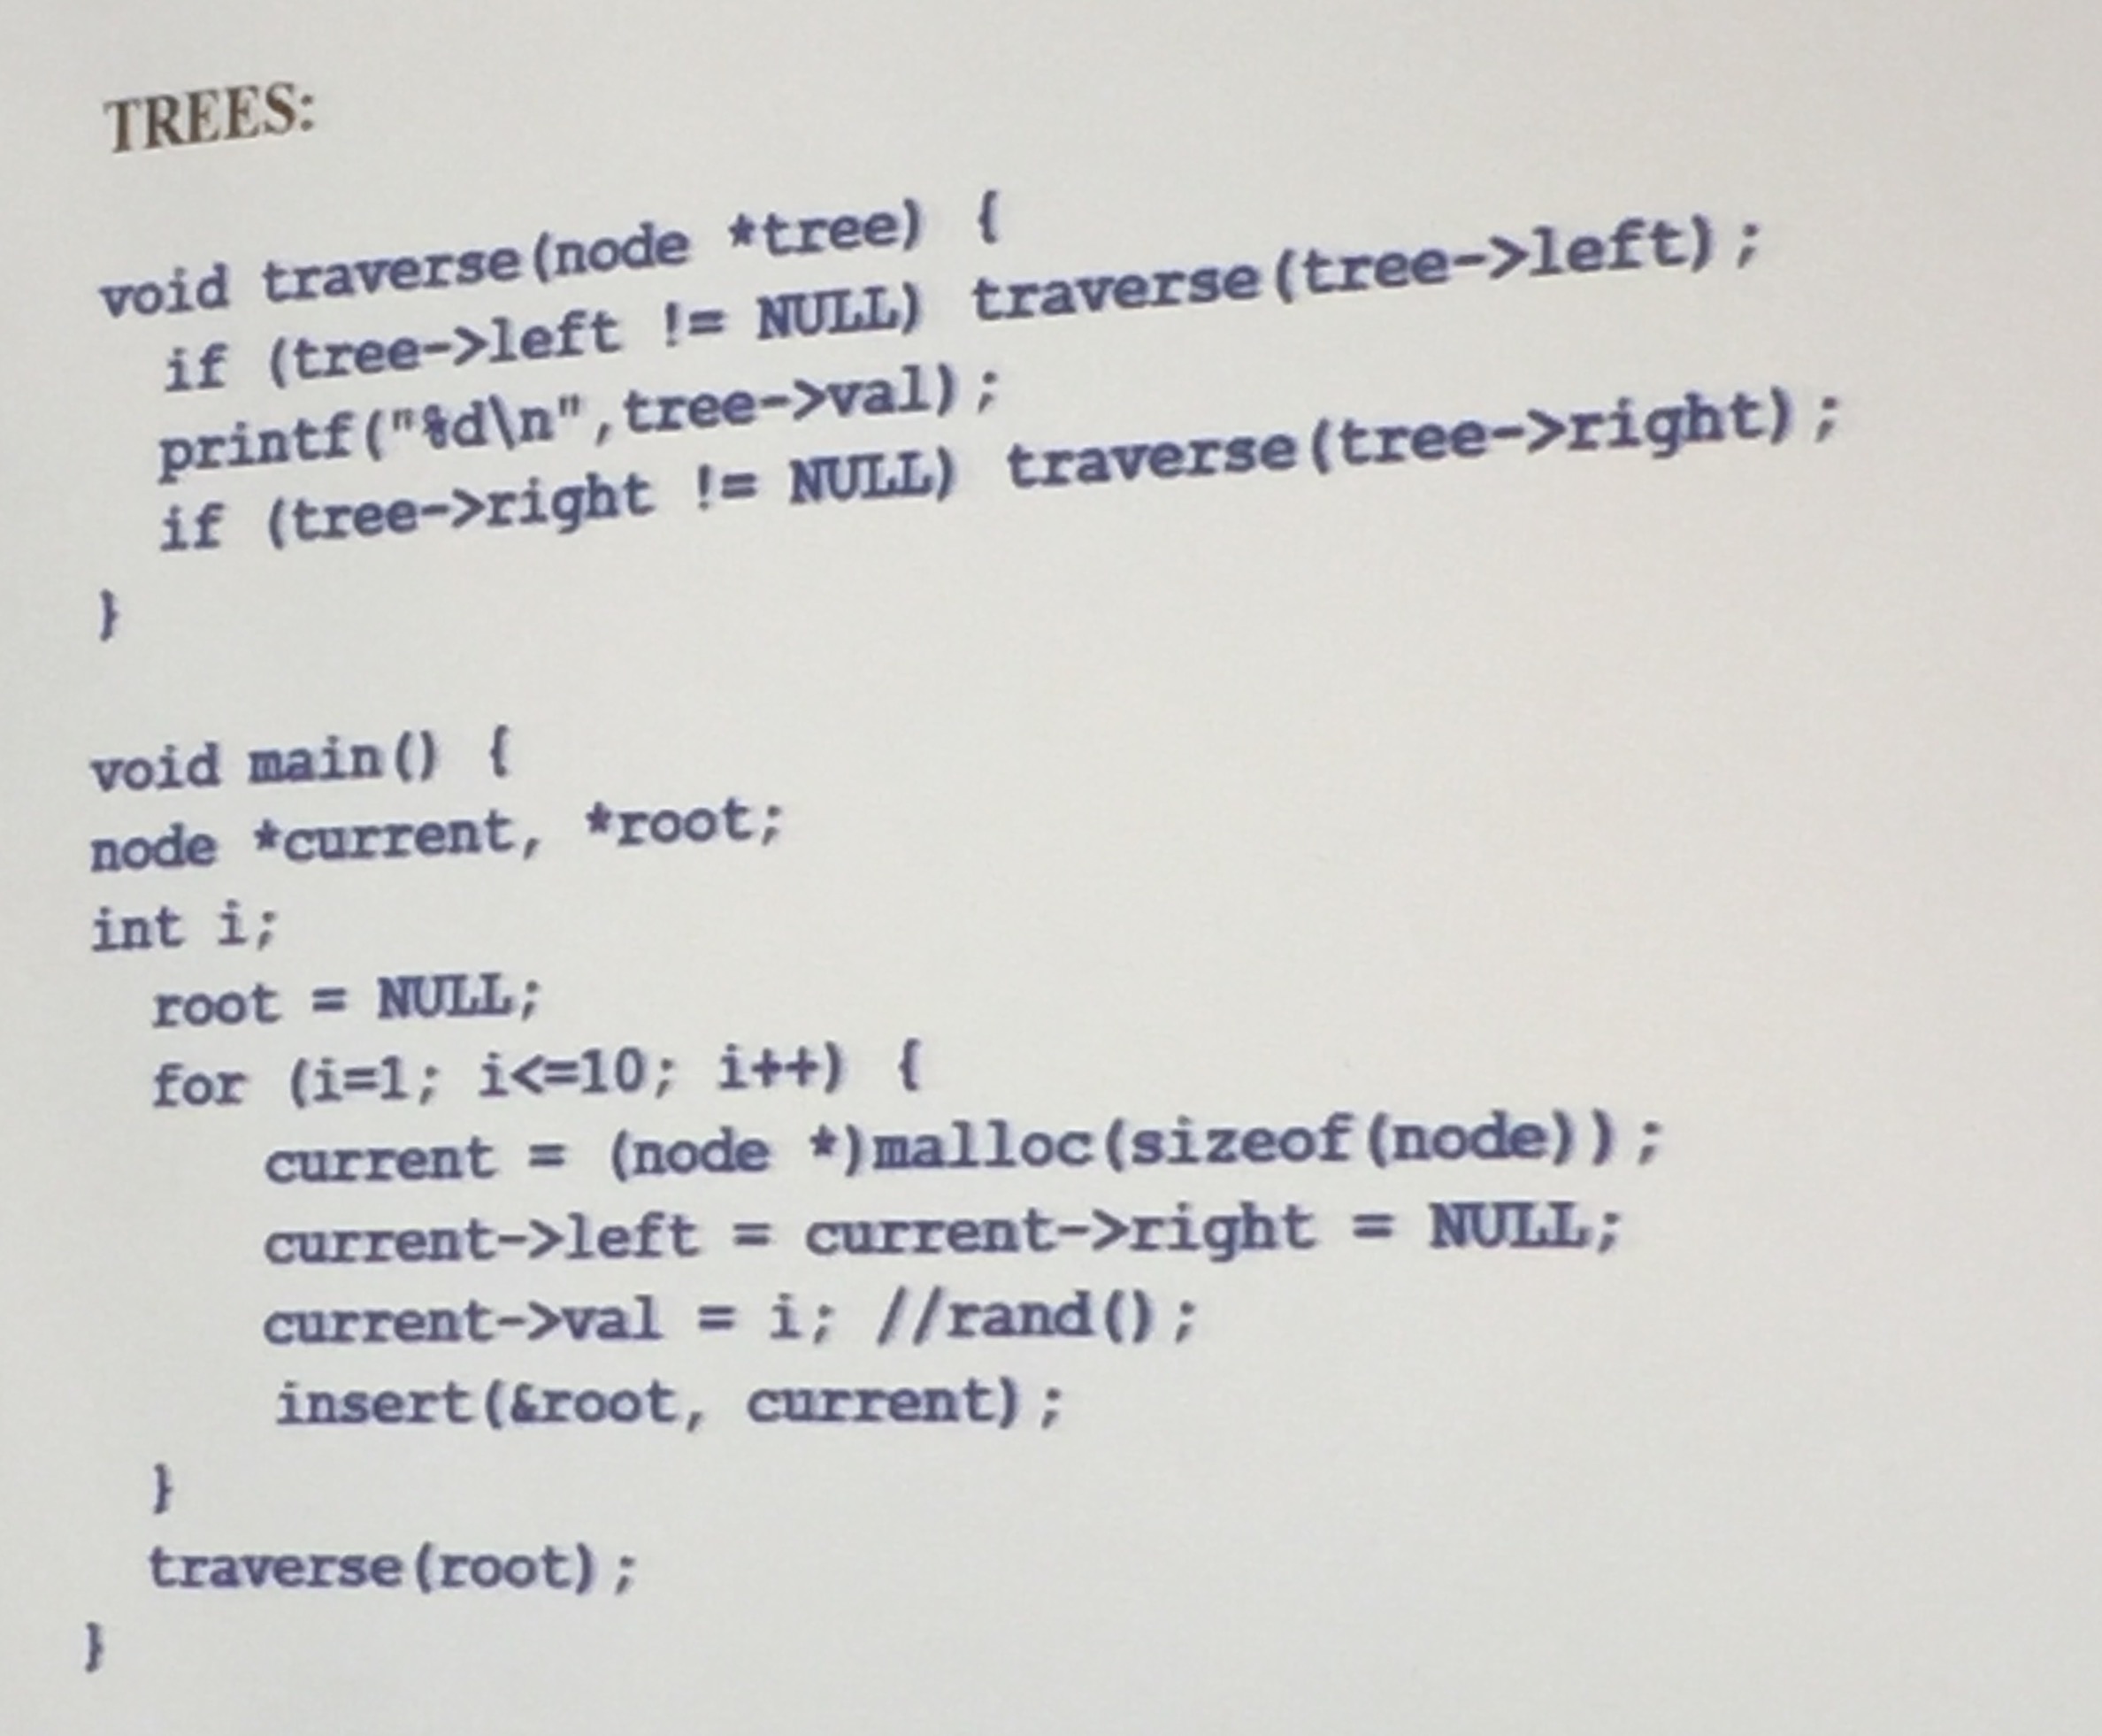 TREES:
void traverse(node *tree) {
if (tree->left != NULL) traverse(tree->left);
printf("%d\n",tree->val);
if (tree->right != NULL) traverse(tree->right);
}
void main() {
node *current, *root;
int i;
root = NULL;
for (i=1; i<=10; i++) {
current = (node *)malloc(sizeof(node));
current->left = current->right = NULL;
current->val = i; //rand();
insert(&root, current);
}
traverse(root);
}